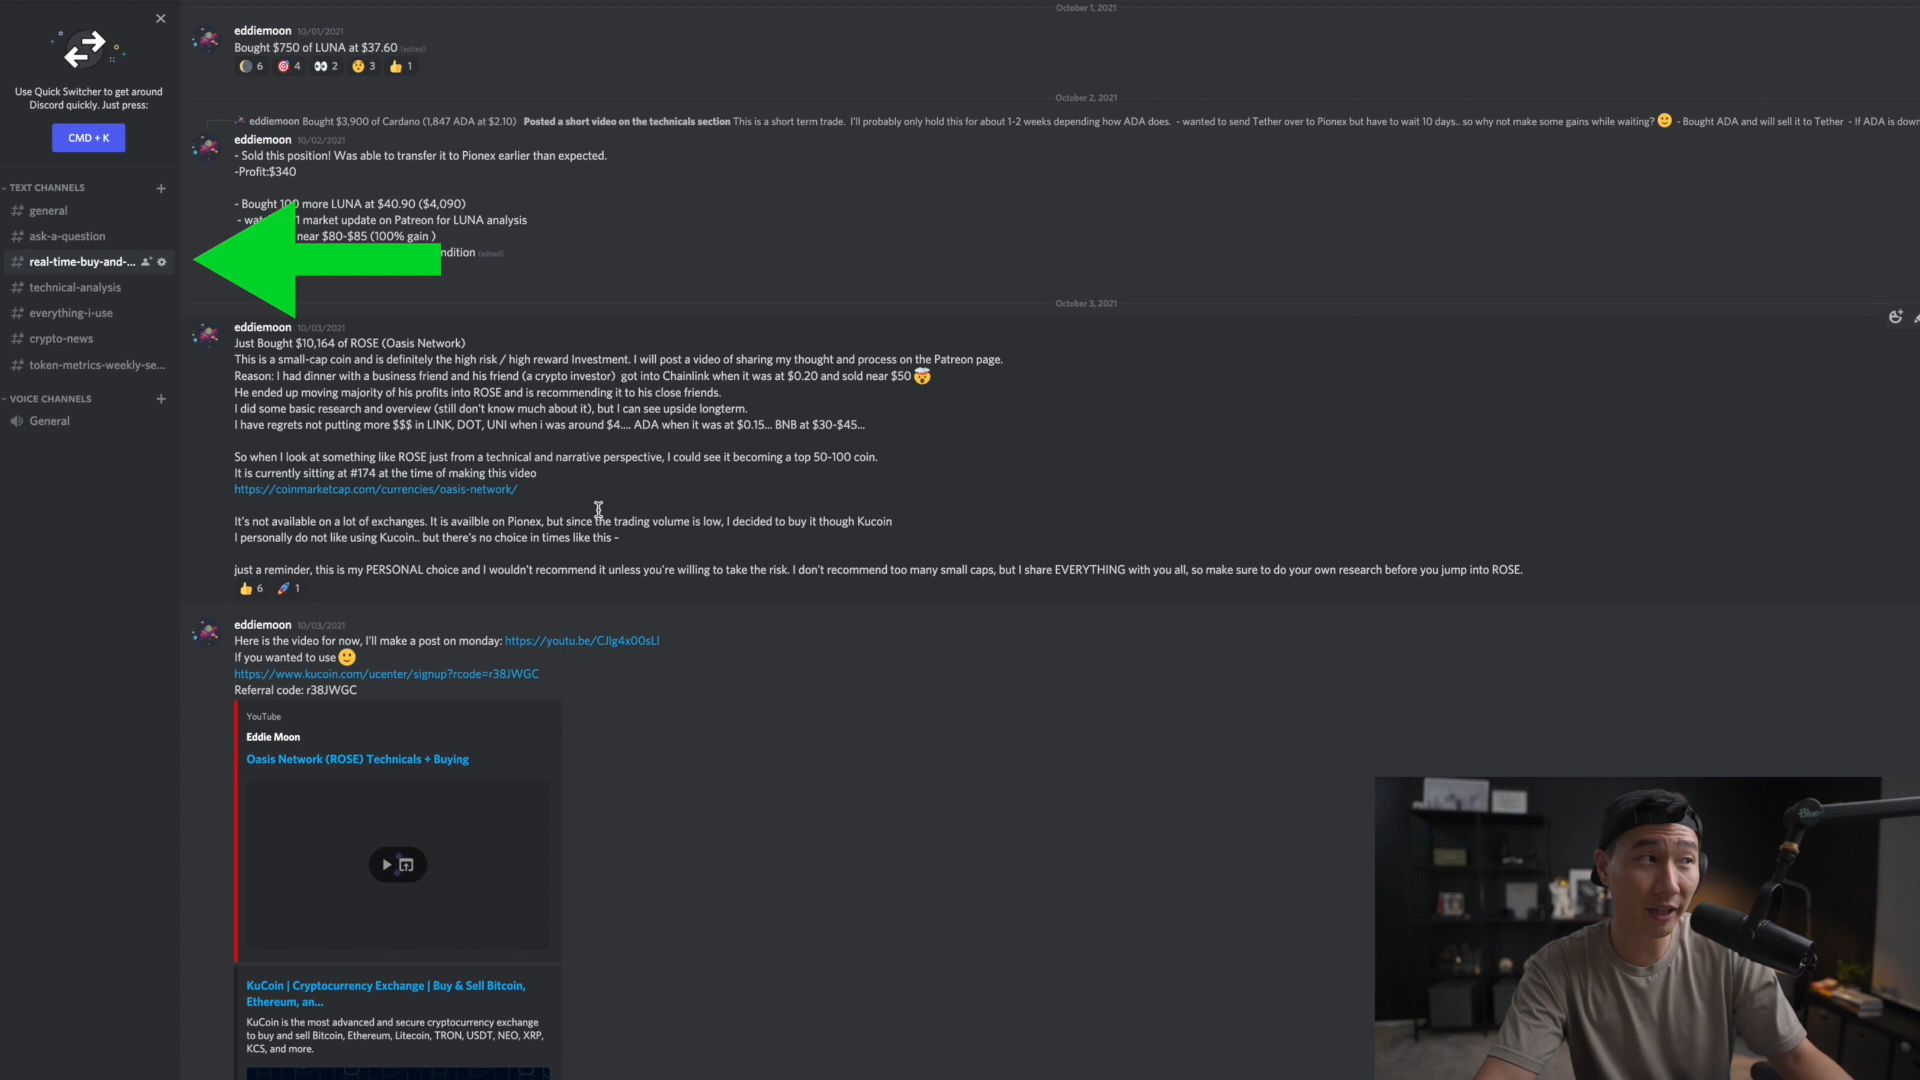 Use Quick Switcher to get around
Discord quickly. Just press:
CMD + K
TEXT CHANNELS
general
ask-a-question
real-time-buy-and-...
technical-analysis
everything-i-use
crypto-news
token-metrics-weekly-se...
VOICE CHANNELS
General
October 1, 2021
eddiemoon 10/01/2021
Bought $750 of LUNA at $37.60 (edited)
6 4 2 3 1
October 2, 2021
eddiemoon Bought $3,900 of Cardano (1,847 ADA at $2.10) Posted a short video on the technicals section This is a short term trade. I'll probably only hold this for about 1-2 weeks depending how ADA does. - wanted to send Tether over to Pionex but have to wait 10 days.. so why not make some gains while waiting? 🙂 - Bought ADA and will sell it to Tether - If ADA is down
eddiemoon 10/02/2021
- Sold this position! Was able to transfer it to Pionex earlier than expected.
-Profit:$340
- Bought 100 more LUNA at $40.90 ($4,090)
- market update on Patreon for LUNA analysis
near $80-$85 (100% gain )
(edited)
October 3, 2021
eddiemoon 10/03/2021
Just Bought $10,164 of ROSE (Oasis Network)
This is a small-cap coin and is definitely the high risk / high reward Investment. I will post a video of sharing my thought and process on the Patreon page.
Reason: I had dinner with a business friend and his friend (a crypto investor) got into Chainlink when it was at $0.20 and sold near $50 🤯
He ended up moving majority of his profits into ROSE and is recommending it to his close friends.
I did some basic research and overview (still don't know much about it), but I can see upside longterm.
I have regrets not putting more $$$ in LINK, DOT, UNI when i was around $4.... ADA when it was at $0.15... BNB at $30-$45...
So when I look at something like ROSE just from a technical and narrative perspective, I could see it becoming a top 50-100 coin.
It is currently sitting at #174 at the time of making this video
https://coinmarketcap.com/currencies/oasis-network/
It's not available on a lot of exchanges. It is availble on Pionex, but since the trading volume is low, I decided to buy it though Kucoin
I personally do not like using Kucoin.. but there's no choice in times like this -
just a reminder, this is my PERSONAL choice and I wouldn't recommend it unless you're willing to take the risk. I don't recommend too many small caps, but I share EVERYTHING with you all, so make sure to do your own research before you jump into ROSE.
6 1
eddiemoon 10/03/2021
Here is the video for now, I'll make a post on monday: https://youtu.be/CJlg4x00sLI
If you wanted to use 🙂
https://www.kucoin.com/ucenter/signup?rcode=r38JWGC
Referral code: r38JWGC
YouTube
Eddie Moon
Oasis Network (ROSE) Technicals + Buying
KuCoin | Cryptocurrency Exchange | Buy & Sell Bitcoin,
Ethereum, an...
KuCoin is the most advanced and secure cryptocurrency exchange
to buy and sell Bitcoin, Ethereum, Litecoin, TRON, USDT, NEO, XRP,
KCS, and more.
Blue